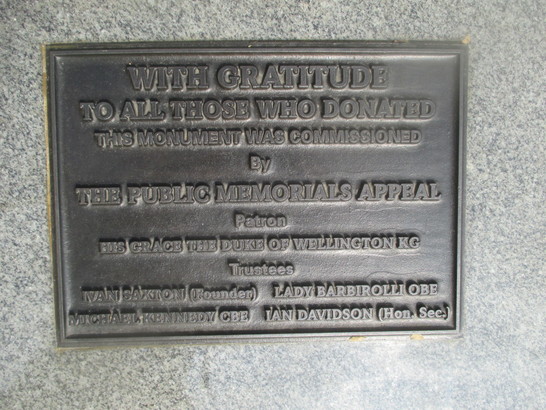 WITH GRATITUDE
TO ALL THOSE WHO DONATED
THIS MONUMENT WAS COMMISSIONED
By
THE PUBLIC MEMORIALS APPEAL
Patron
HIS GRACE THE DUKE OF WELLINGTON KG
Trustees
IVAN SAXTON (Founder) LADY BARBIROLLI OBE
MICHAEL KENNEDY CBE IAN DAVIDSON (Hon. Sec.)